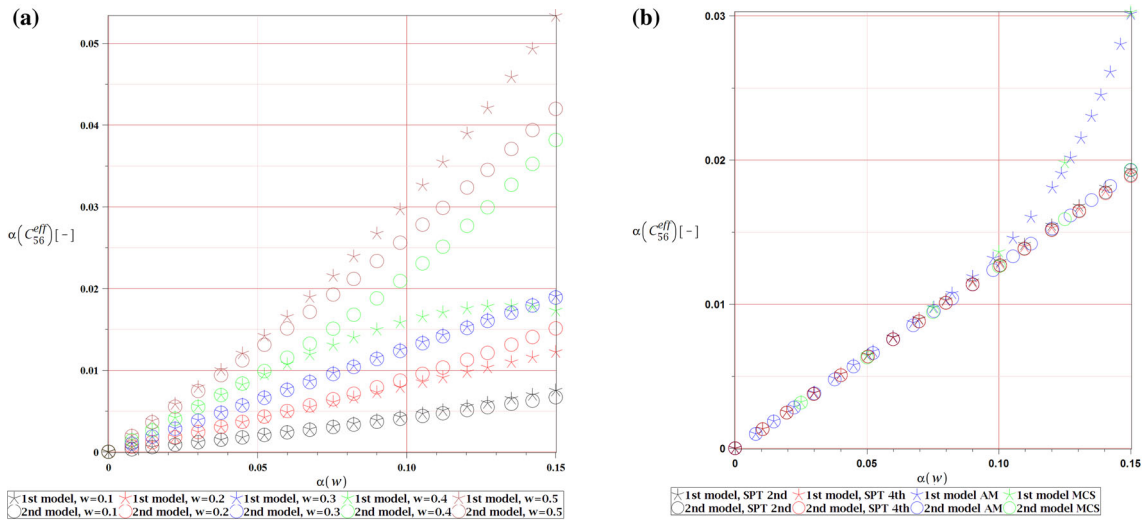 (a)
0.05
0.04
0.03
α(C₅₆^eff)[-]
0.02
0.01
0
0
0.05
0.10
0.15
α(w)
1st model, w=0.1 1st model, w=0.2 1st model, w=0.3 1st model, w=0.4 1st model, w=0.5
2nd model, w=0.1 2nd model, w=0.2 2nd model, w=0.3 2nd model, w=0.4 2nd model, w=0.5
(b)
0.03
0.02
α(C₅₆^eff)[-]
0.01
0
0
0.05
0.10
0.15
α(w)
1st model, SPT 2nd 1st model, SPT 4th 1st model AM 1st model MCS
2nd model, SPT 2nd 2nd model, SPT 4th 2nd model AM 2nd model MCS